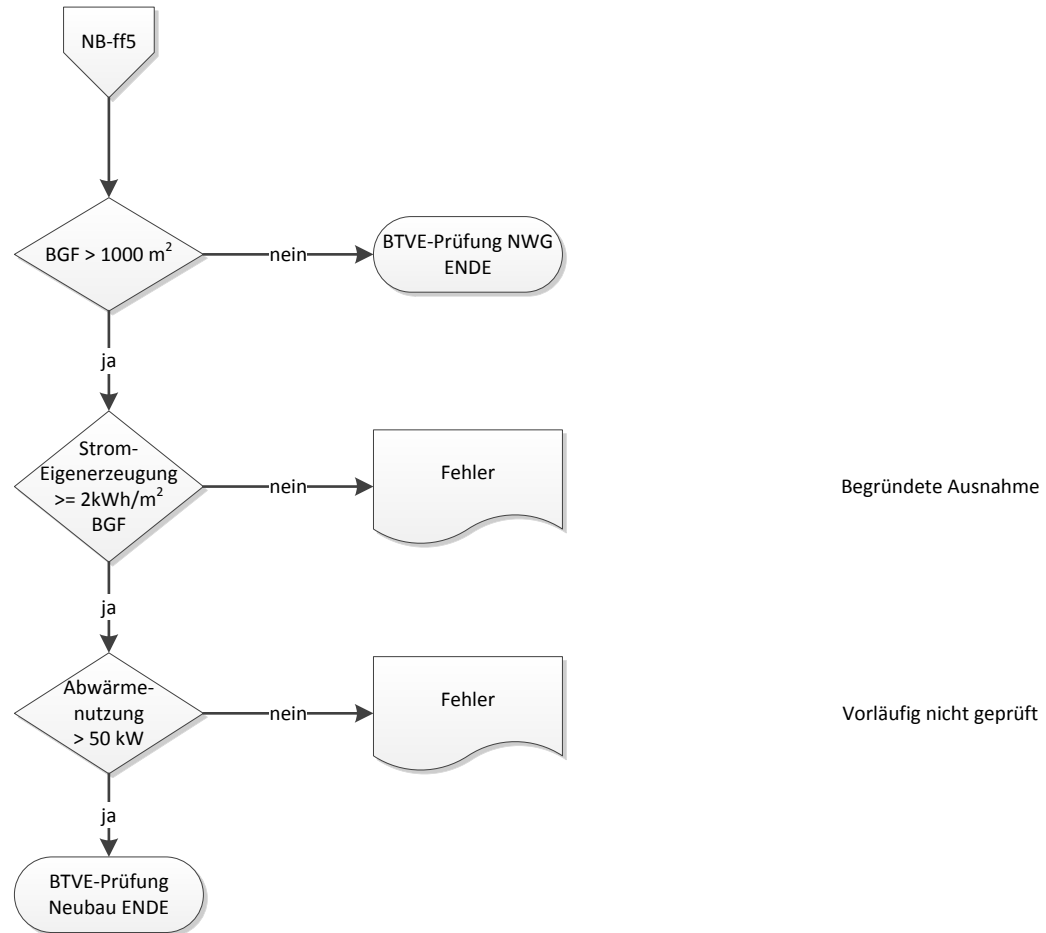 NB-ff5
BGF > 1000 m²
nein
BTVE-Prüfung NWG
ENDE
ja
Strom-
Eigenerzeugung
>= 2kWh/m²
BGF
nein
Fehler
Begründete Ausnahme
ja
Abwärme-
nutzung
> 50 kW
nein
Fehler
Vorläufig nicht geprüft
ja
BTVE-Prüfung
Neubau ENDE